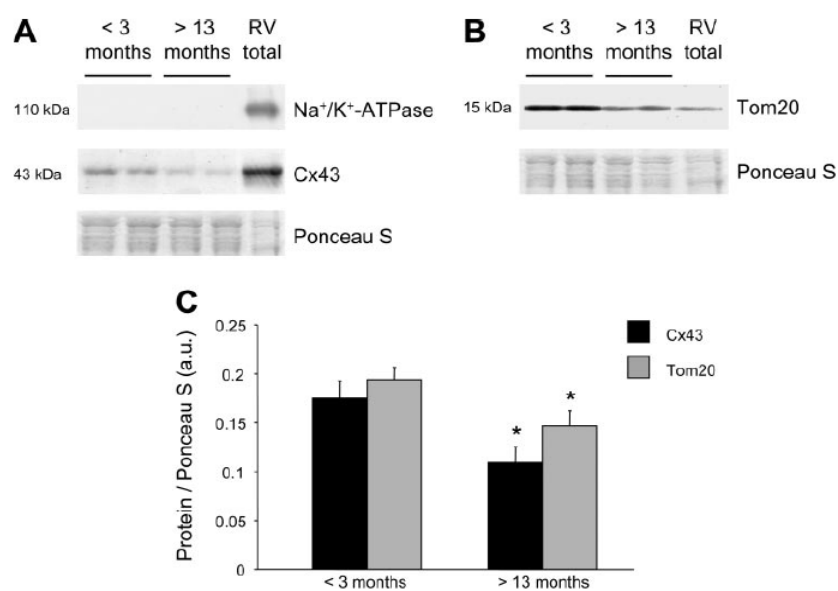 A
< 3 months
> 13 months
RV total
110 kDa
Na⁺/K⁺-ATPase
43 kDa
Cx43
Ponceau S
B
< 3 months
> 13 months
RV total
15 kDa
Tom20
Ponceau S
C
Protein / Ponceau S (a.u.)
0.25
0.2
0.15
0.1
0.05
0
Cx43
Tom20
*
*
< 3 months
> 13 months